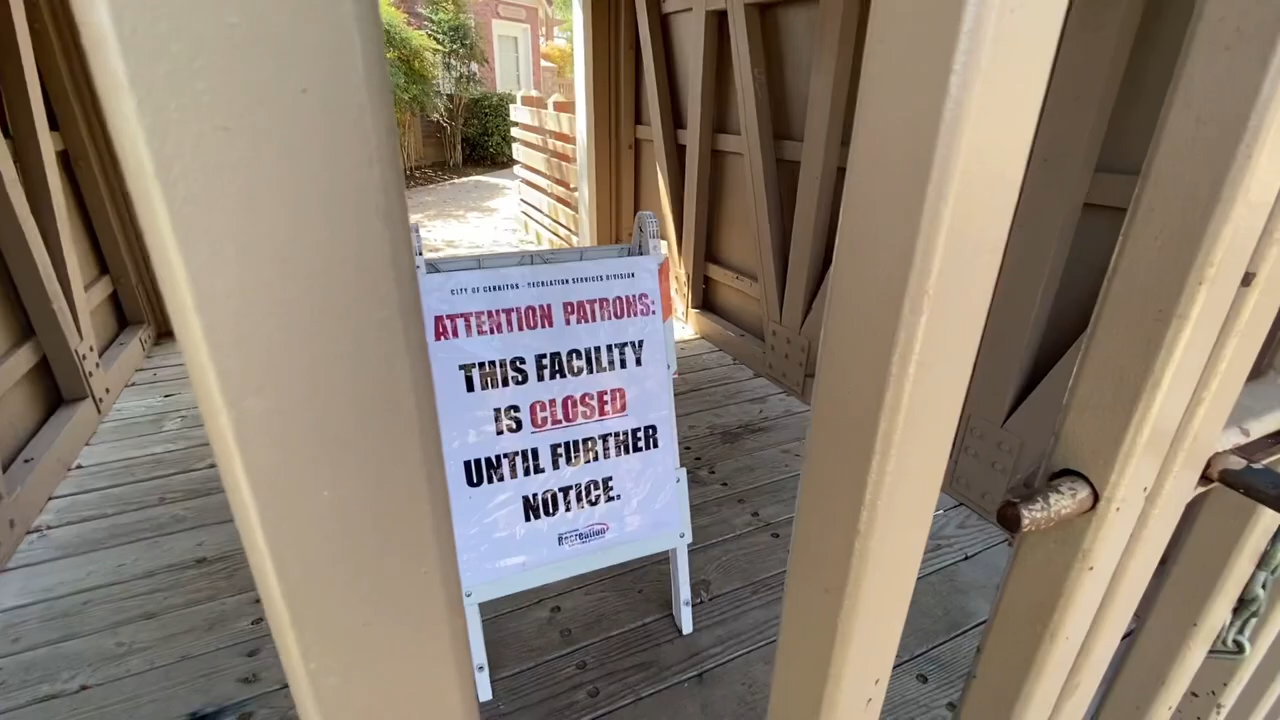 CITY OF CERRITOS - RECREATION SERVICES DIVISION
ATTENTION PATRONS:
THIS FACILITY
IS CLOSED
UNTIL FURTHER
NOTICE.
Recreation